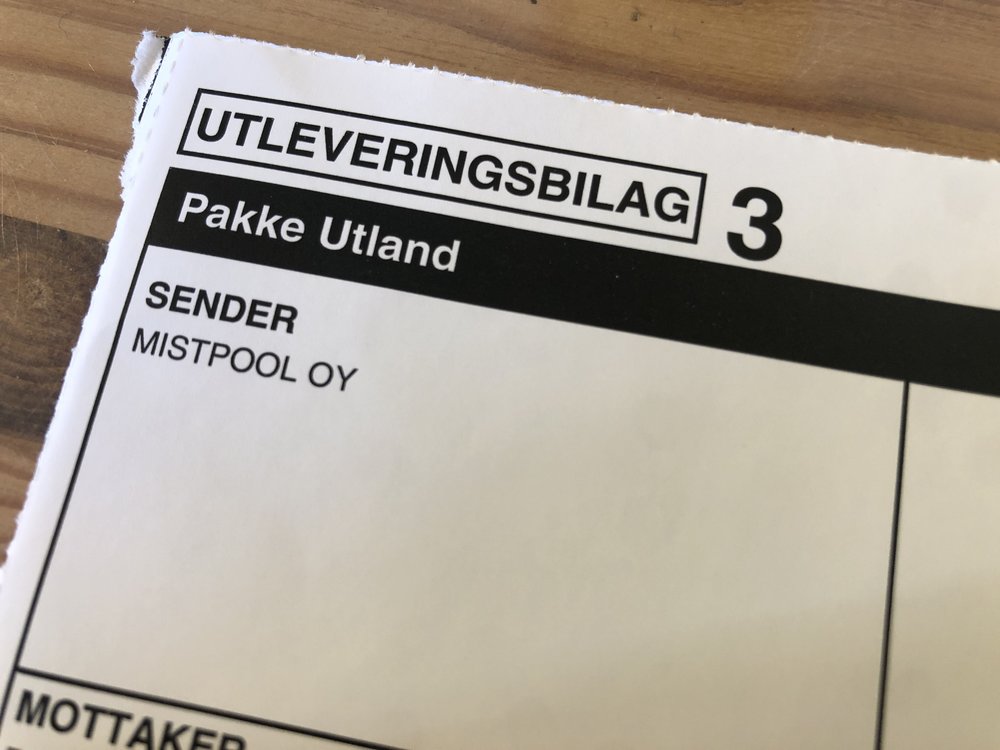 UTLEVERINGSBILAG 3
Pakke Utland
SENDER
MISTPOOL OY
MOTTAKER